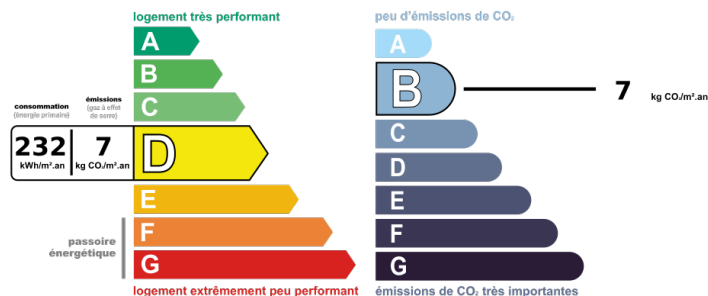 logement très performant
A
B
C
consommation
(énergie primaire)
émissions
(gaz à effet
de serre)
232
kWh/m².an
7
kg CO₂/m².an
D
E
F
G
passoire
énergétique
logement extrêmement peu performant
peu d'émissions de CO₂
A
B
7
kg CO₂/m².an
C
D
E
F
G
émissions de CO₂ très importantes